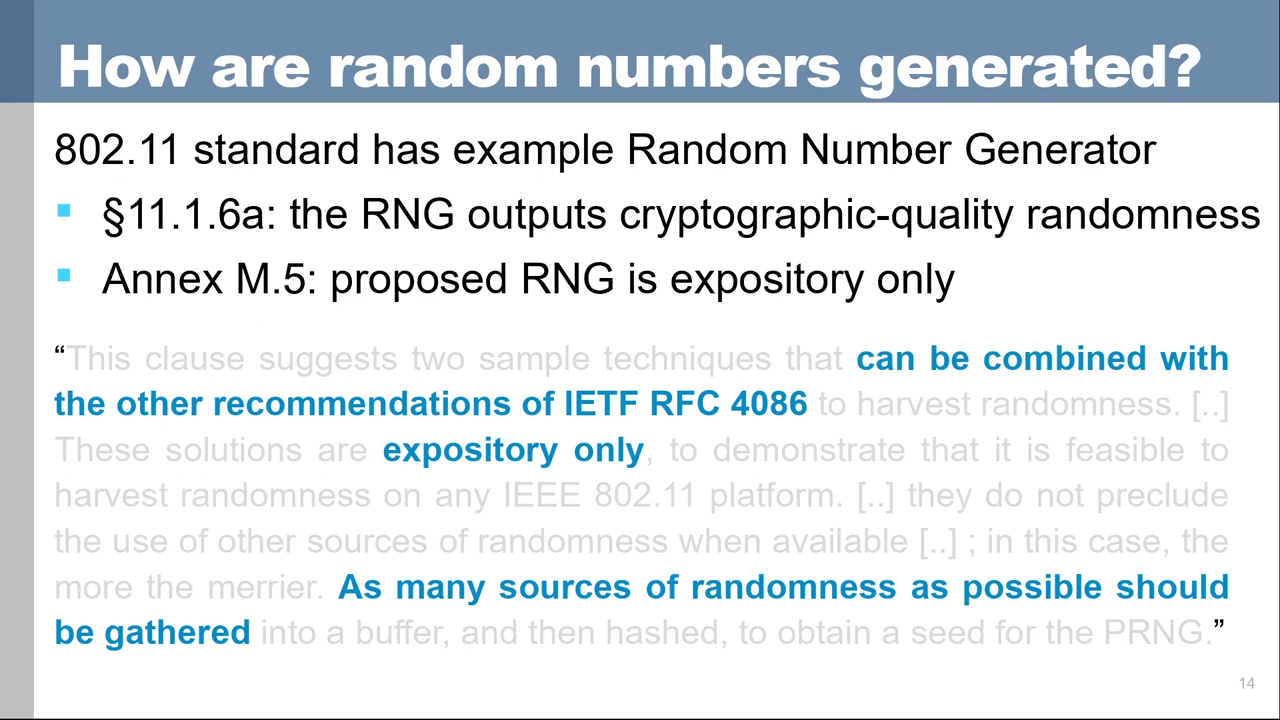 How are random numbers generated?
802.11 standard has example Random Number Generator
▪ §11.1.6a: the RNG outputs cryptographic-quality randomness
▪ Annex M.5: proposed RNG is expository only
“This clause suggests two sample techniques that can be combined with
the other recommendations of IETF RFC 4086 to harvest randomness. [..]
These solutions are expository only, to demonstrate that it is feasible to
harvest randomness on any IEEE 802.11 platform. [..] they do not preclude
the use of other sources of randomness when available [..] ; in this case, the
more the merrier. As many sources of randomness as possible should
be gathered into a buffer, and then hashed, to obtain a seed for the PRNG.”
14